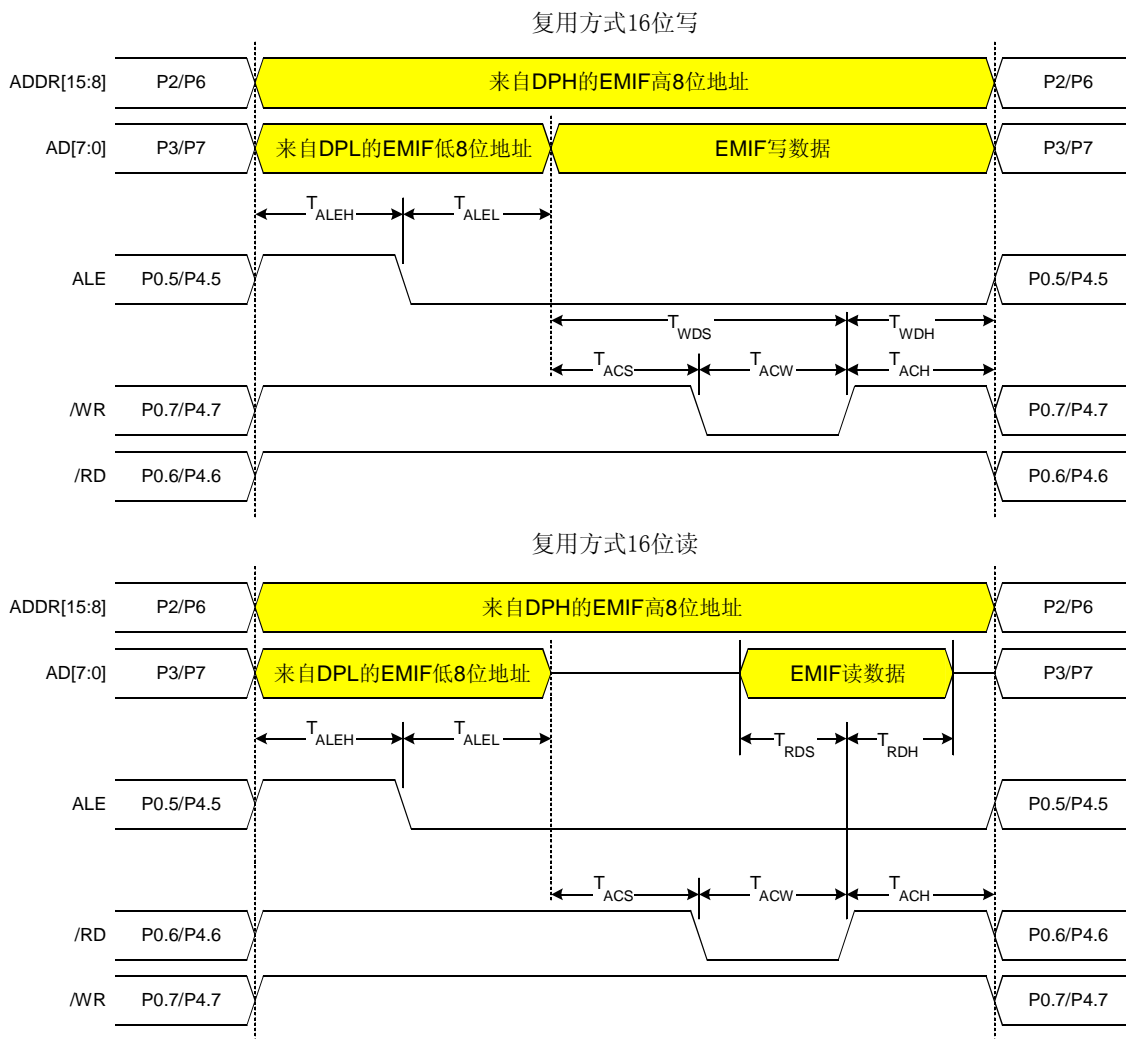 复用方式16位写
ADDR[15:8] P2/P6 来自DPH的EMIF高8位地址 P2/P6
AD[7:0] P3/P7 来自DPL的EMIF低8位地址 EMIF写数据 P3/P7
TALEH TALEL
ALE P0.5/P4.5 P0.5/P4.5
TWDS TWDH
TACS TACW TACH
/WR P0.7/P4.7 P0.7/P4.7
/RD P0.6/P4.6 P0.6/P4.6
复用方式16位读
ADDR[15:8] P2/P6 来自DPH的EMIF高8位地址 P2/P6
AD[7:0] P3/P7 来自DPL的EMIF低8位地址 EMIF读数据 P3/P7
TALEH TALEL TRDS TRDH
ALE P0.5/P4.5 P0.5/P4.5
TACS TACW TACH
/RD P0.6/P4.6 P0.6/P4.6
/WR P0.7/P4.7 P0.7/P4.7